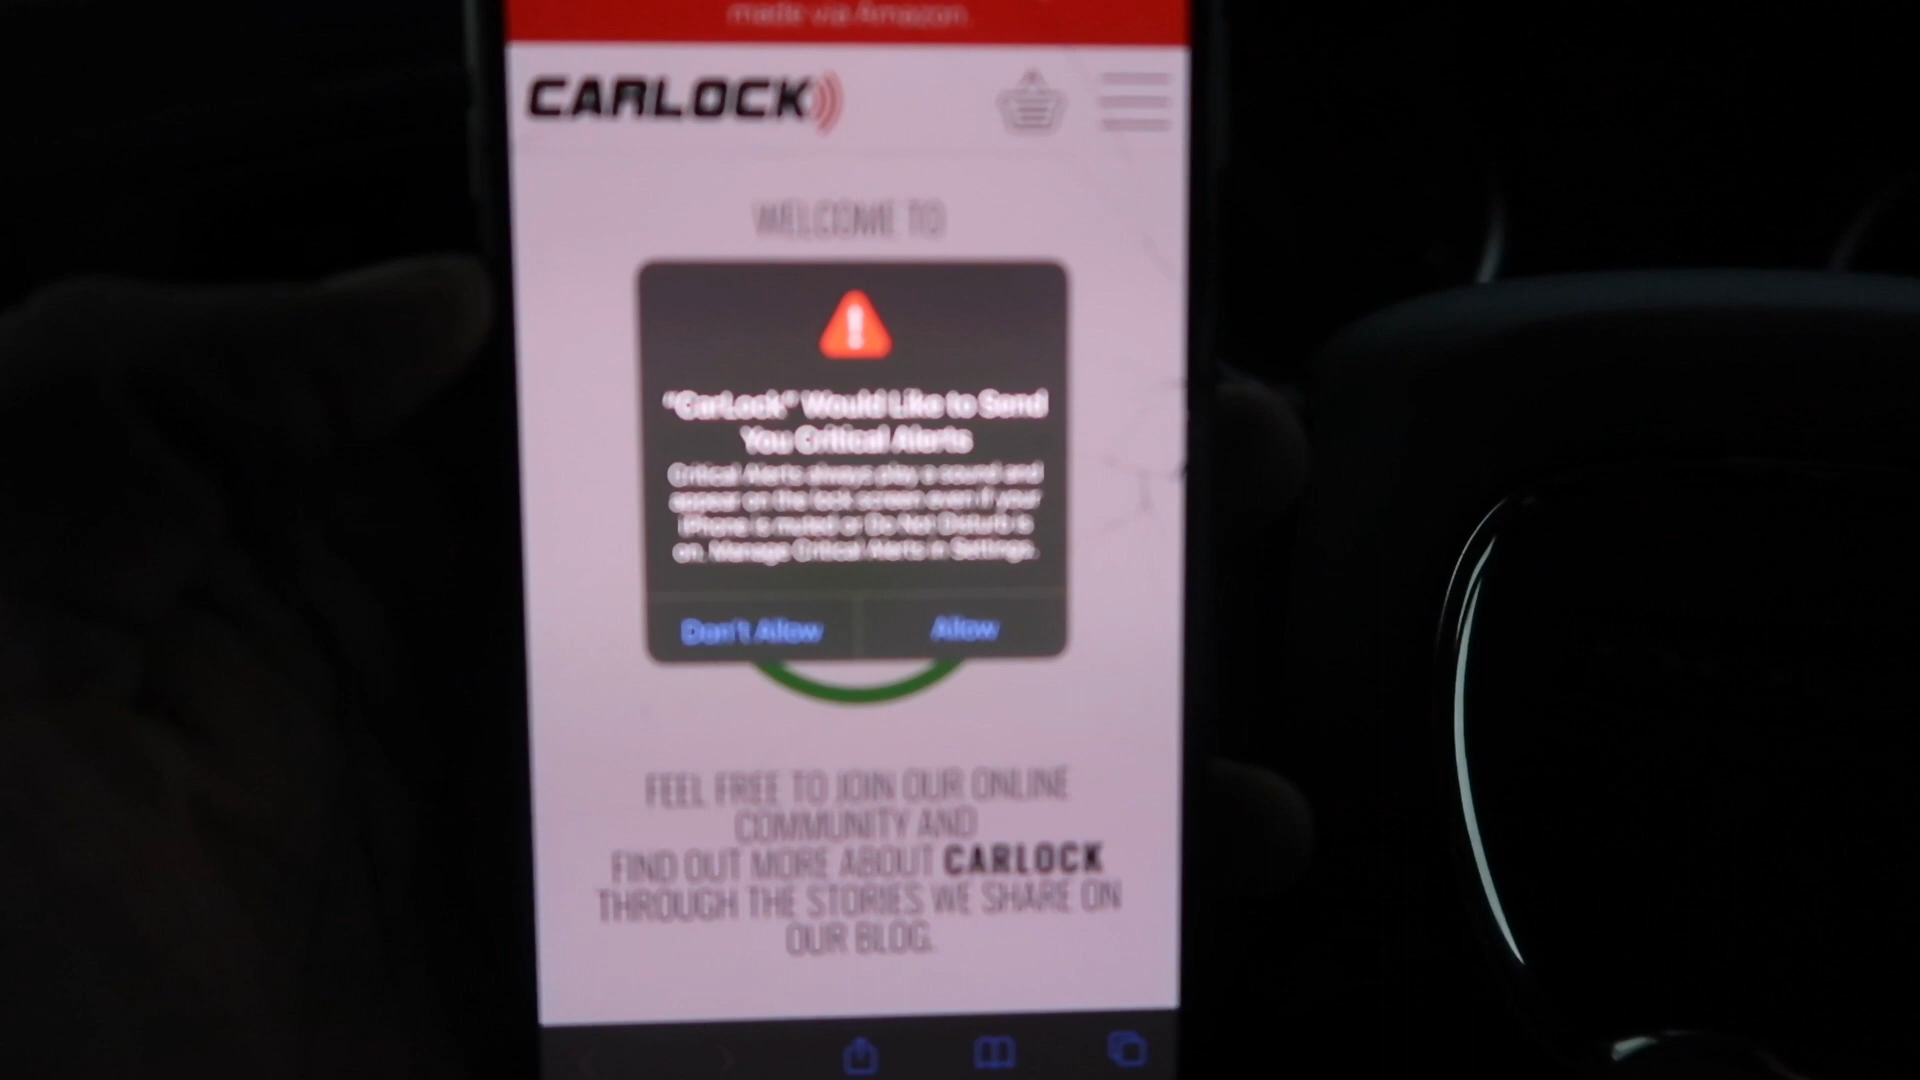 made via Amazon.
CARLOCK
WELCOME TO
"CarLock" Would Like to Send
You Critical Alerts
Critical Alerts always play a sound and
appear on the lock screen even if your
iPhone is muted or Do Not Disturb is
on. Manage Critical Alerts in Settings.
Don't Allow
Allow
FEEL FREE TO JOIN OUR ONLINE
COMMUNITY AND
FIND OUT MORE ABOUT CARLOCK
THROUGH THE STORIES WE SHARE ON
OUR BLOG.